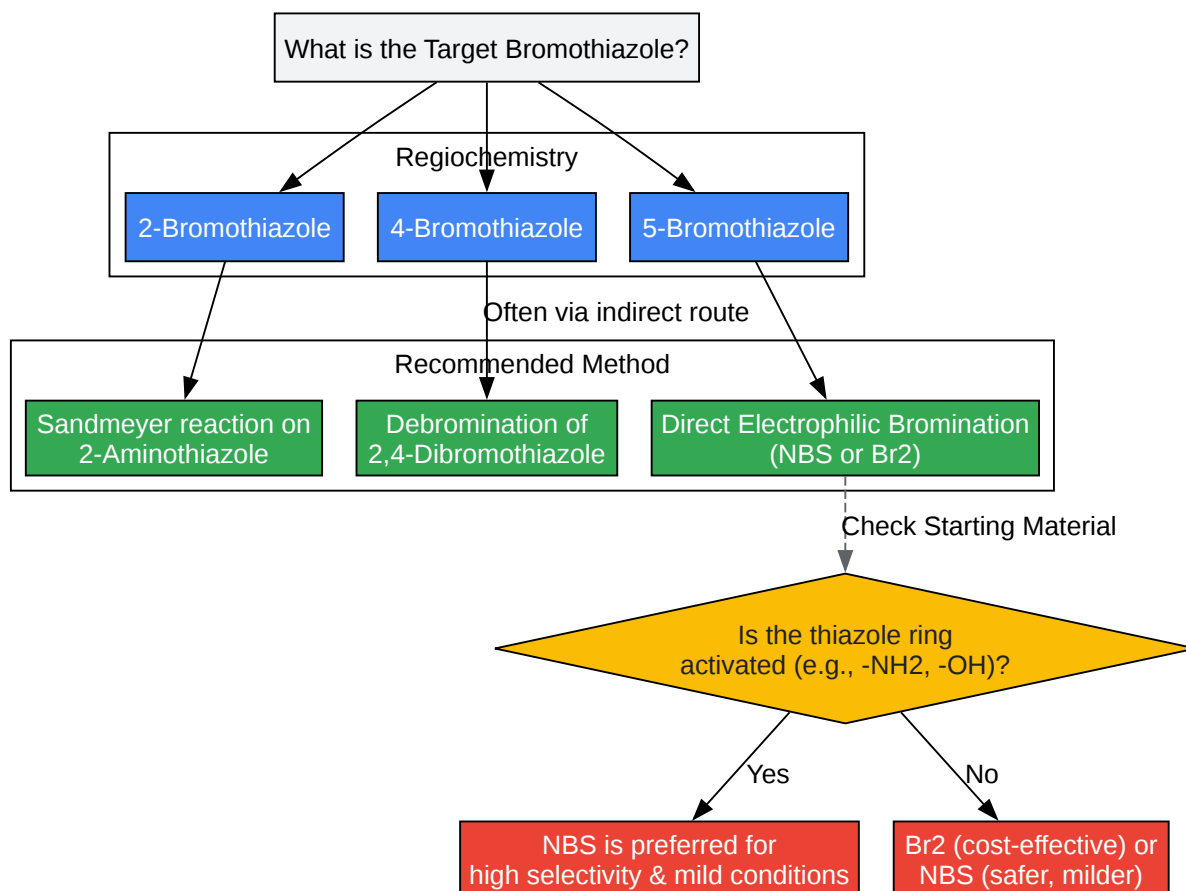 What is the Target Bromothiazole?
Regiochemistry
2-Bromothiazole
4-Bromothiazole
5-Bromothiazole
Often via indirect route
Recommended Method
Sandmeyer reaction on
2-Aminothiazole
Debromination of
2,4-Dibromothiazole
Direct Electrophilic Bromination
(NBS or Br2)
Check Starting Material
Is the thiazole ring
activated (e.g., -NH2, -OH)?
Yes
No
NBS is preferred for
high selectivity & mild conditions
Br2 (cost-effective) or
NBS (safer, milder)